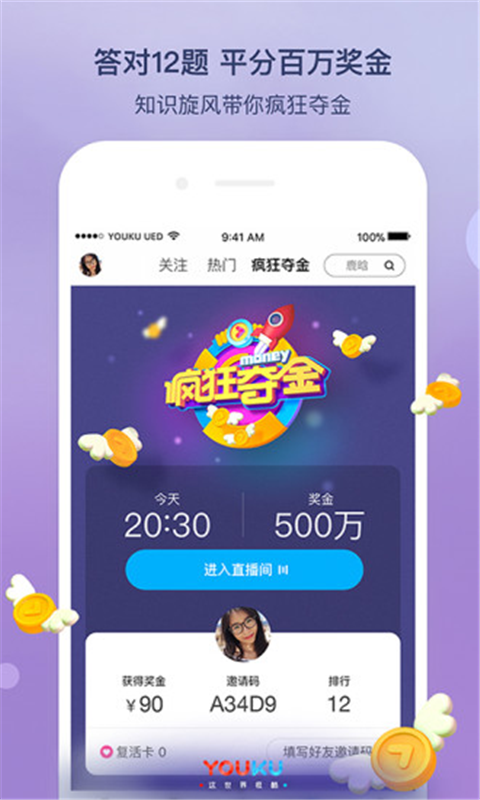 答对12题 平分百万奖金
知识旋风带你疯狂夺金
YOUKU UED 9:41 AM 100%
关注 热门 疯狂夺金 鹿晗
money
疯狂夺金
今天 奖金
20:30 500万
进入直播间
获得奖金 邀请码 排行
¥90 A34D9 12
复活卡 0 填写好友邀请码
YOUKU
这世界很酷